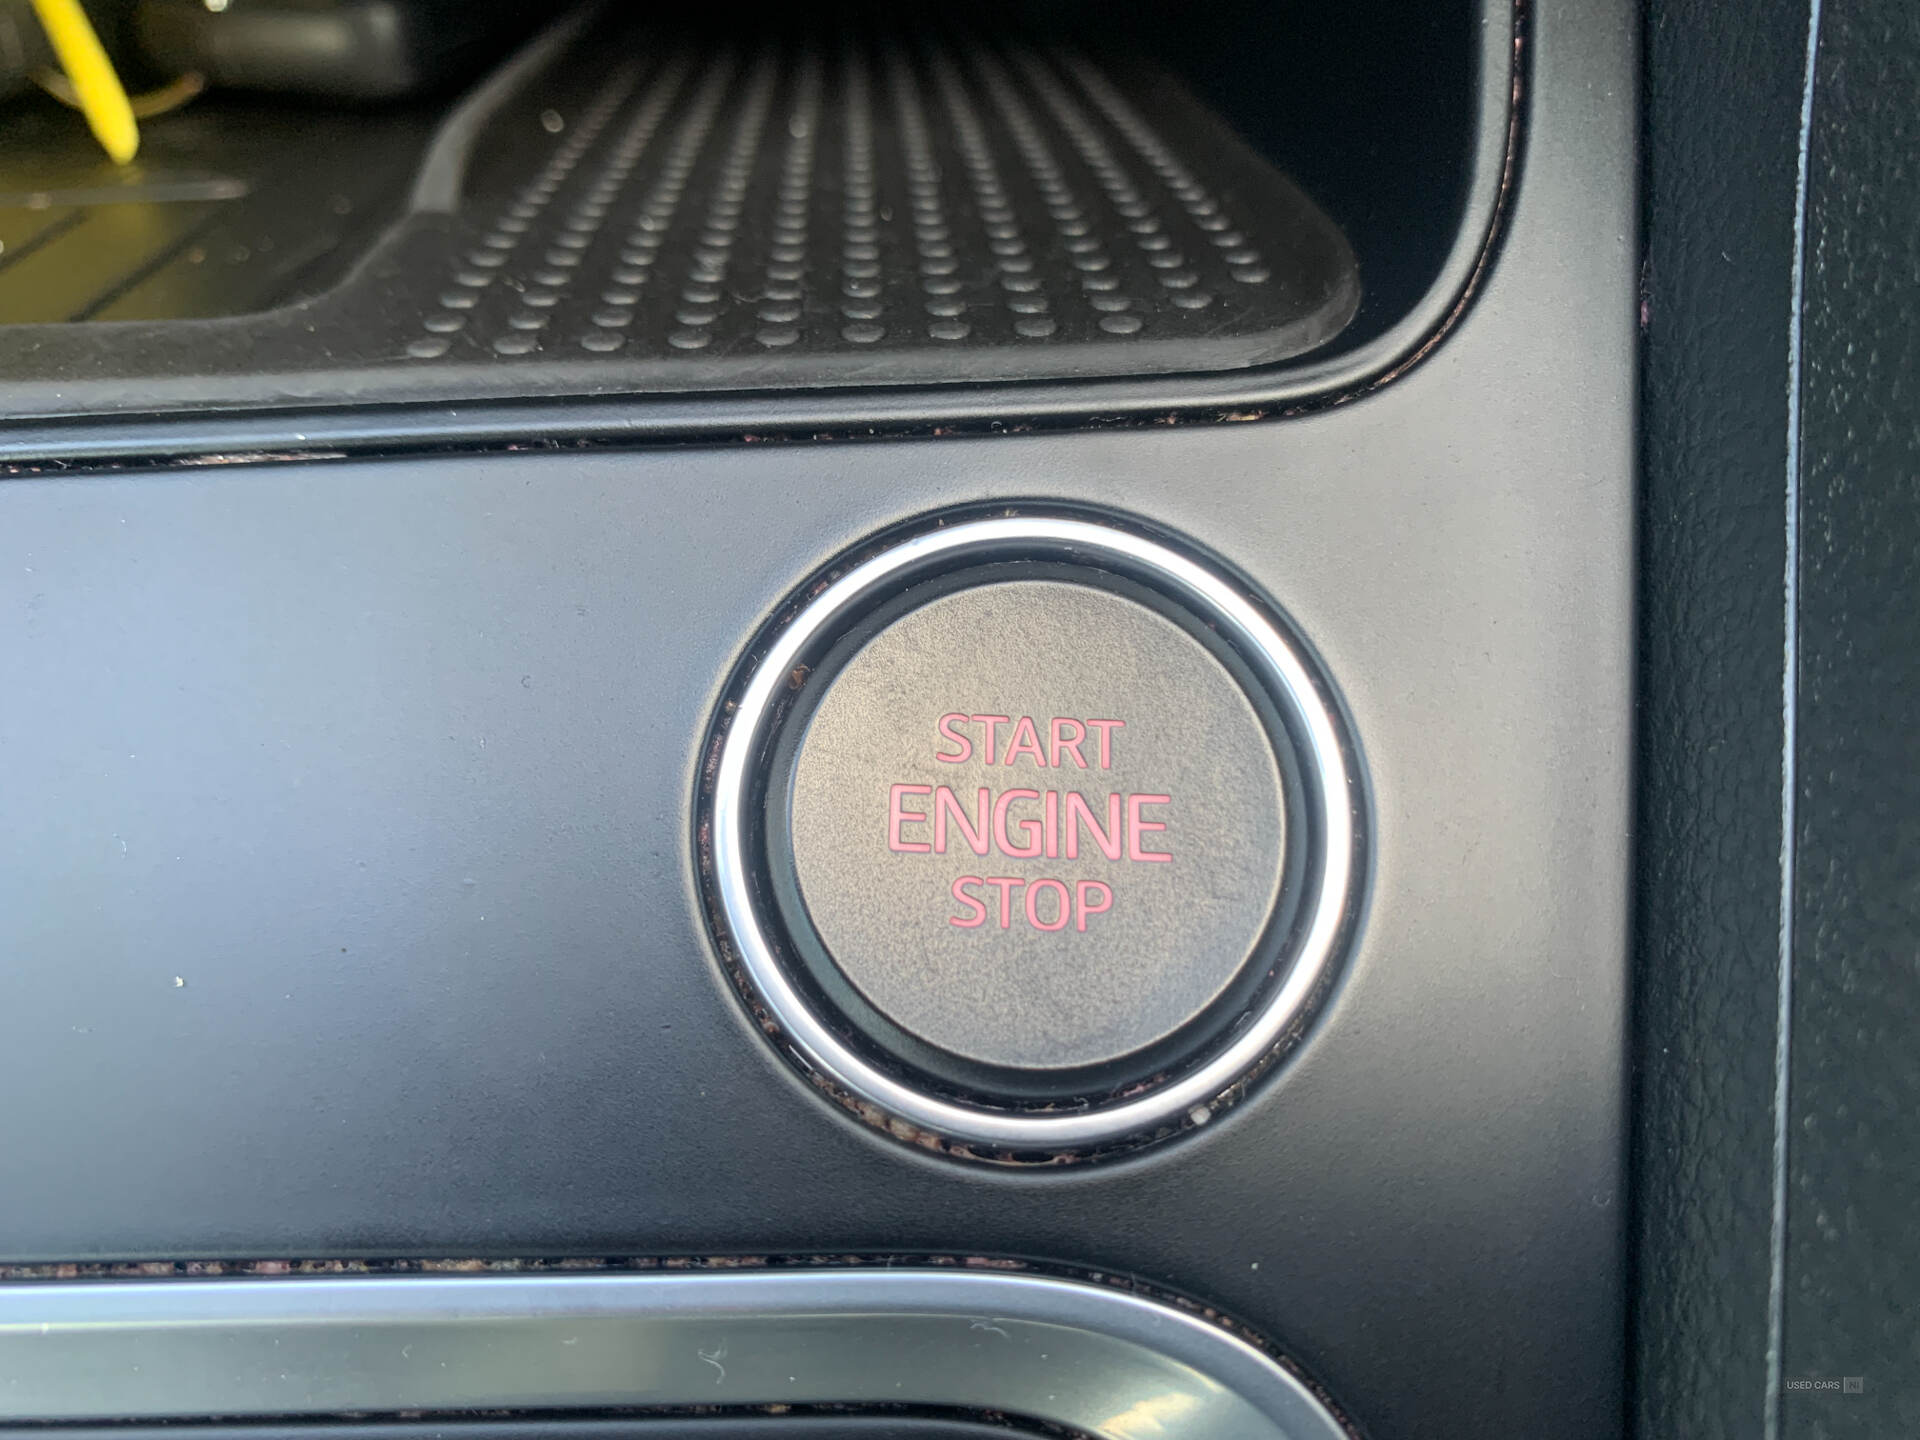 START
ENGINE
STOP
USED CARS NI